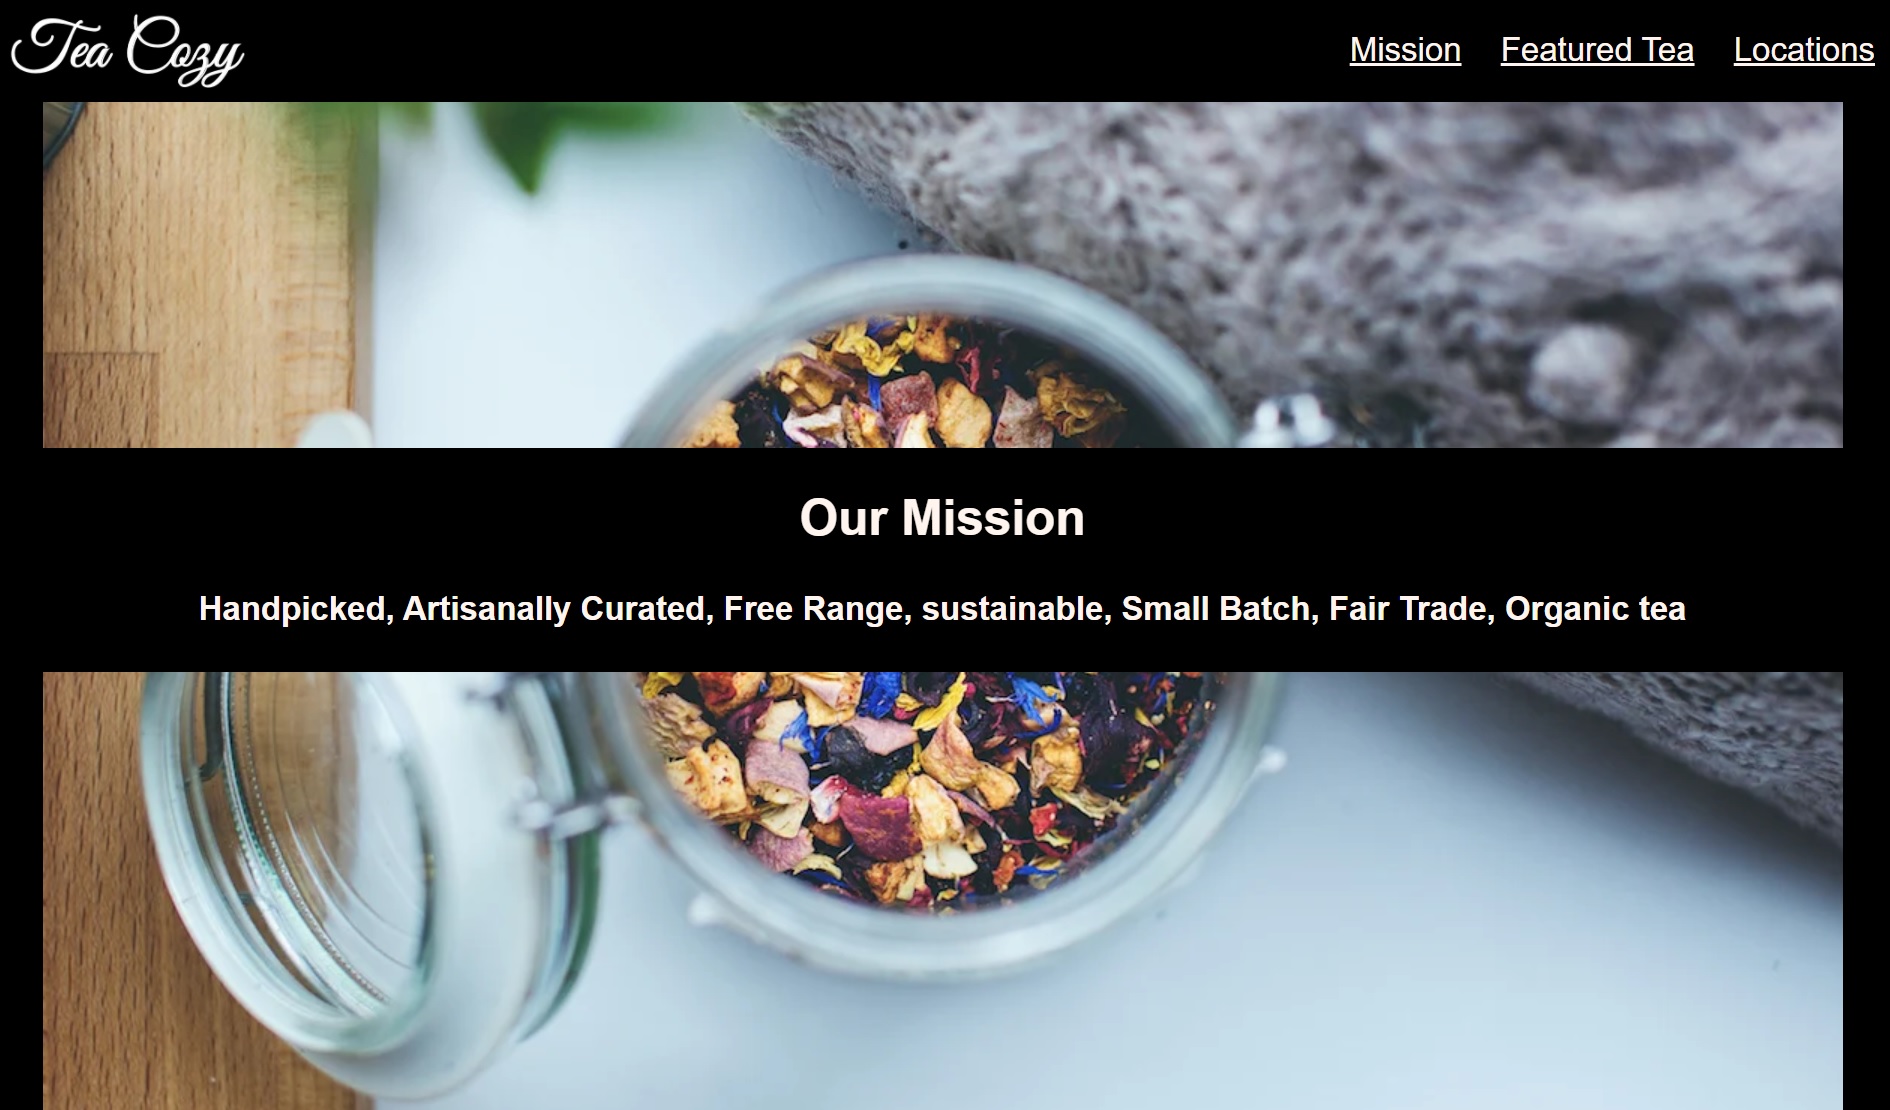 Tea Cozy
Mission Featured Tea Locations
Our Mission
Handpicked, Artisanally Curated, Free Range, sustainable, Small Batch, Fair Trade, Organic tea